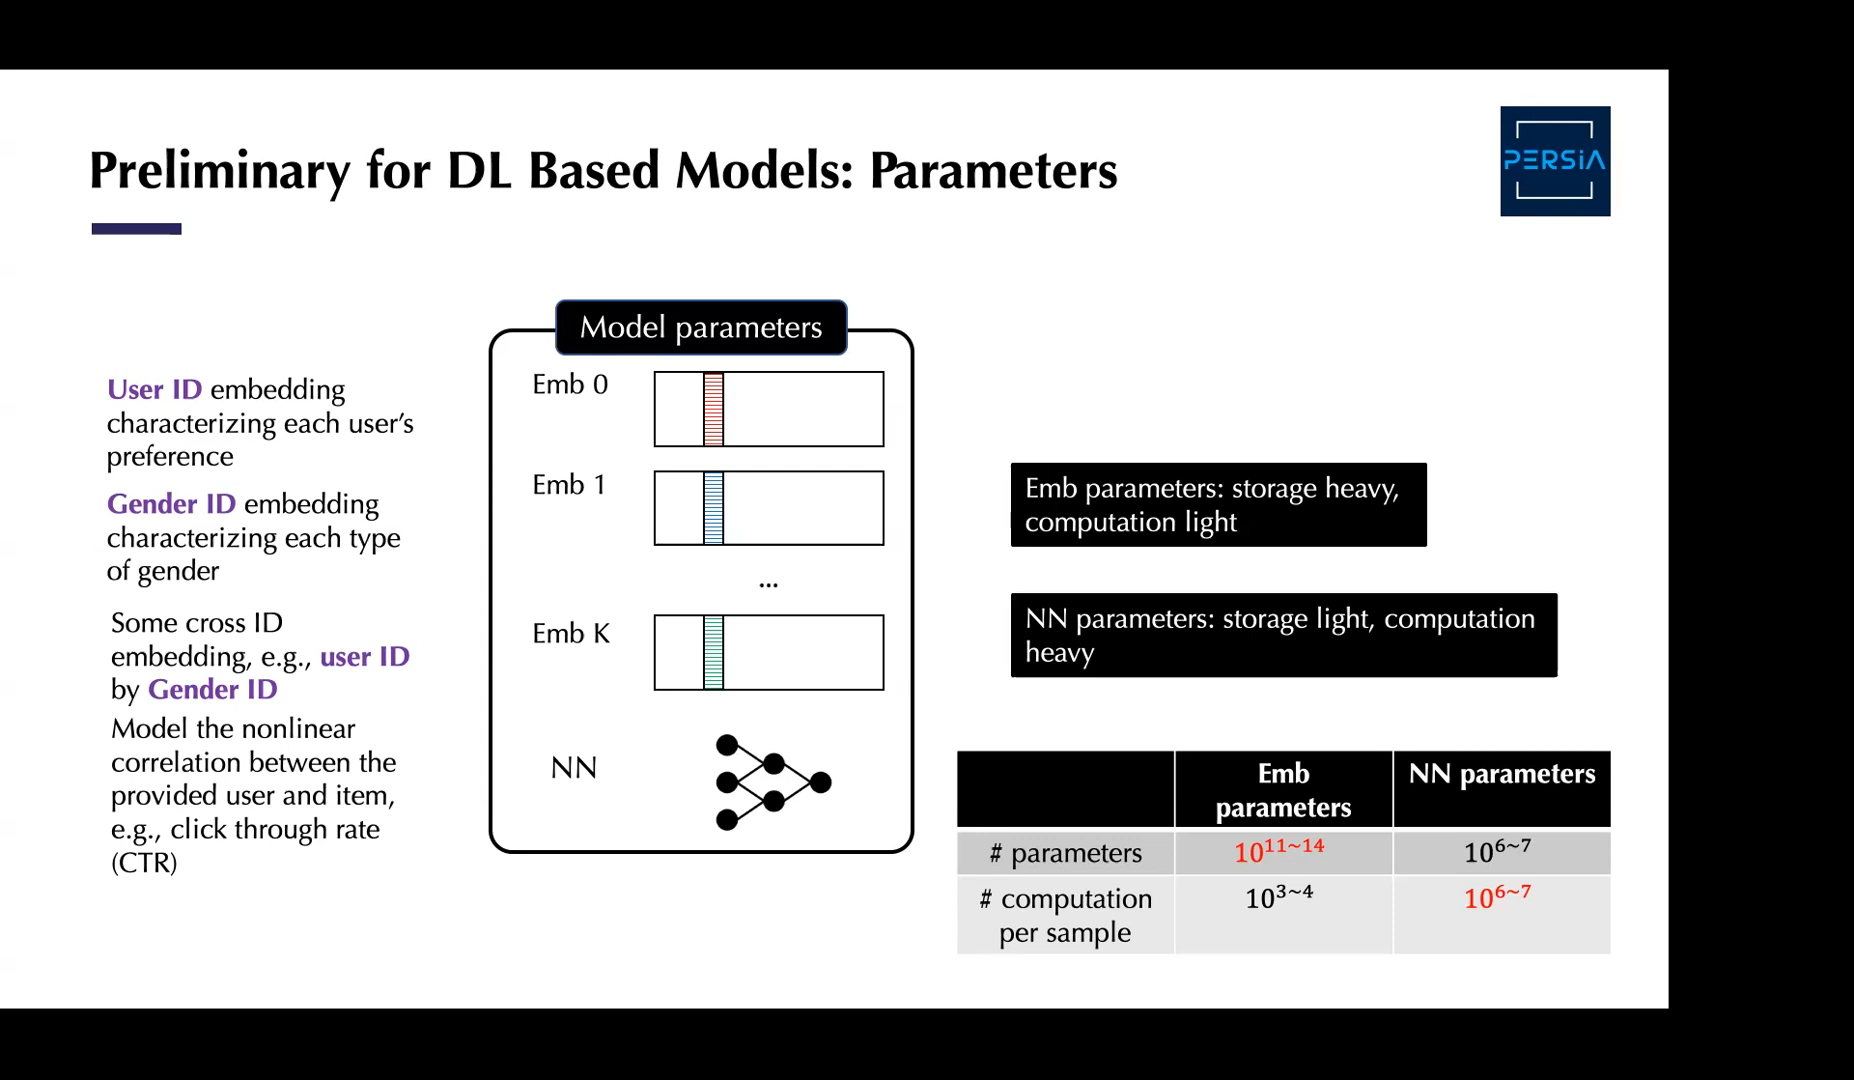 Preliminary for DL Based Models: Parameters
PERSiA
Model parameters
User ID embedding
characterizing each user’s
preference
Gender ID embedding
characterizing each type
of gender
Some cross ID
embedding, e.g., user ID
by Gender ID
Model the nonlinear
correlation between the
provided user and item,
e.g., click through rate
(CTR)
Emb 0
Emb 1
...
Emb K
NN
Emb parameters: storage heavy,
computation light
NN parameters: storage light, computation
heavy
Emb
parameters
NN parameters
# parameters
10^11~14
10^6~7
# computation
per sample
10^3~4
10^6~7